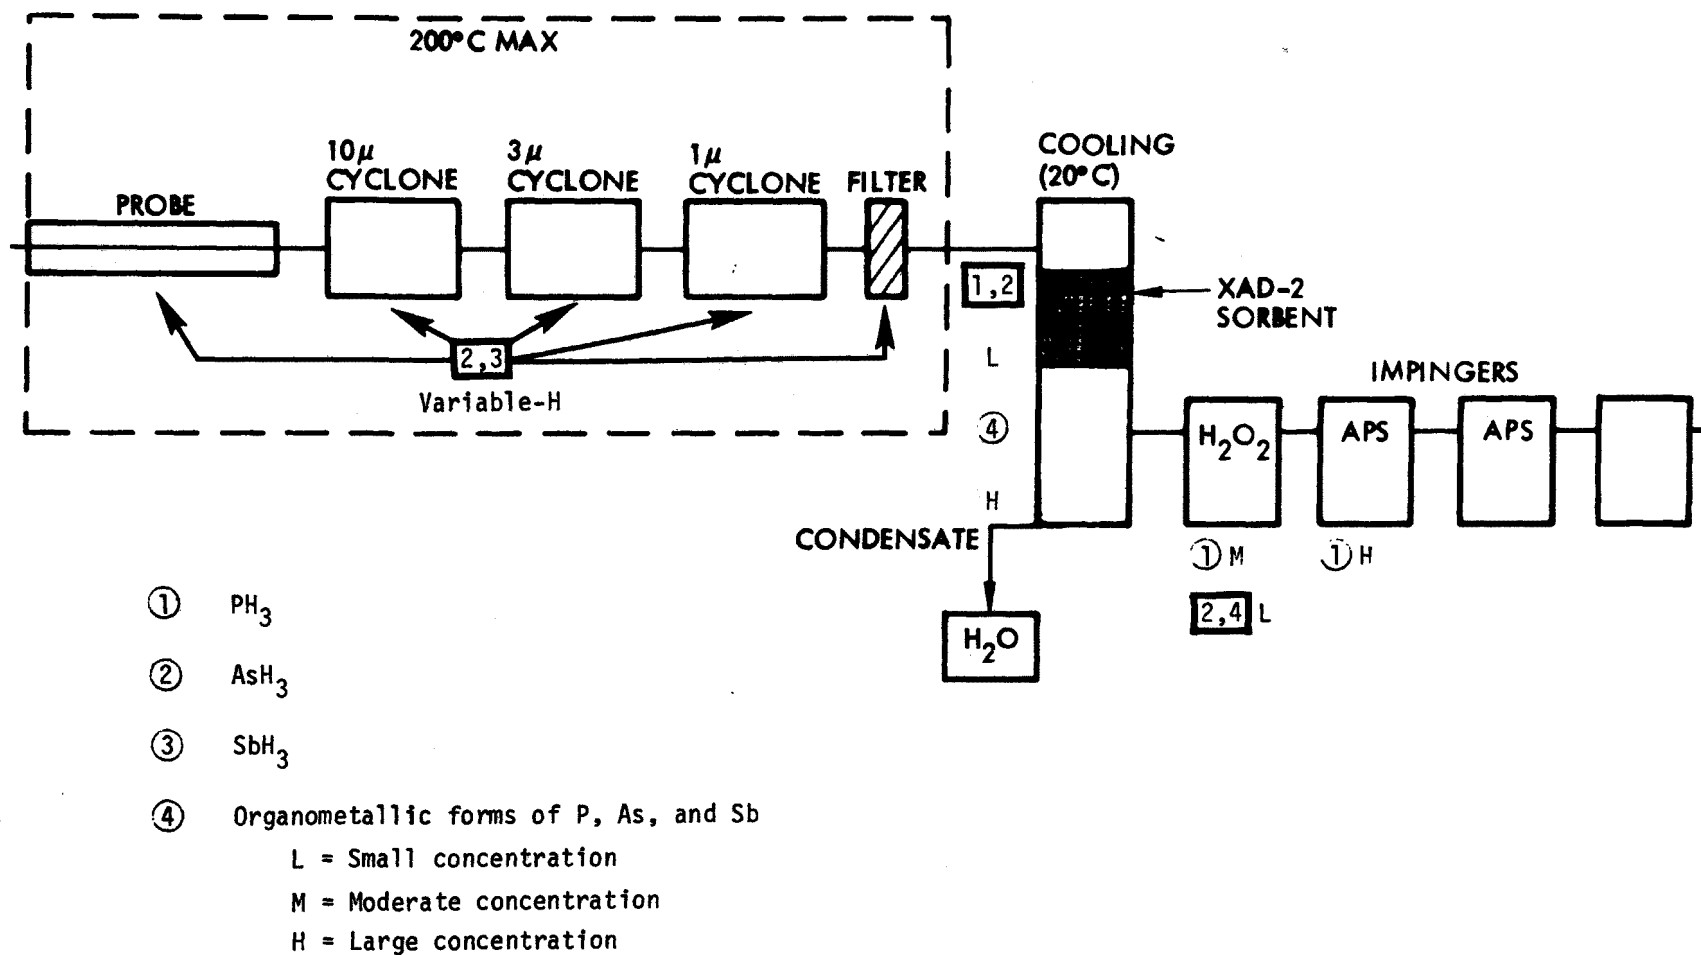 200°C MAX
PROBE
10μ
CYCLONE
3μ
CYCLONE
1μ
CYCLONE
FILTER
COOLING
(20°C)
1,2
XAD-2
SORBENT
2,3
Variable-H
L
④
H
IMPINGERS
H₂O₂
APS
APS
CONDENSATE
① M
① H
2,4 L
H₂O
① PH₃
② AsH₃
③ SbH₃
④ Organometallic forms of P, As, and Sb
L = Small concentration
M = Moderate concentration
H = Large concentration